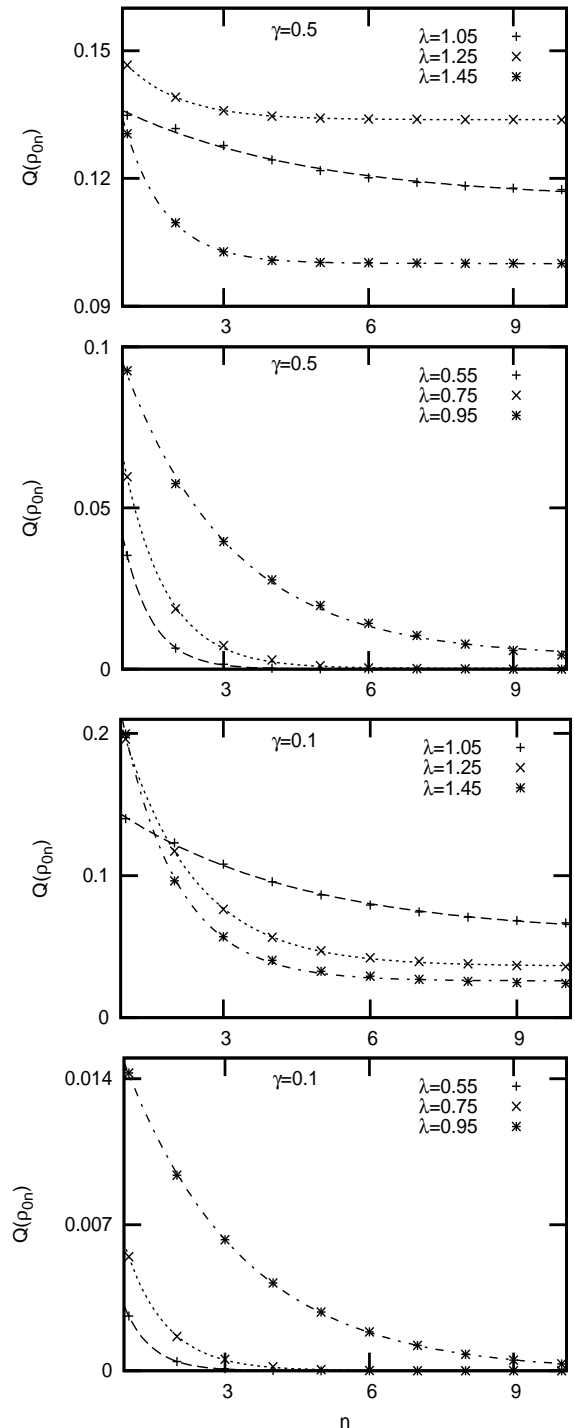 γ=0.5
λ=1.05 +
λ=1.25 ×
λ=1.45 ∗
0.15
0.12
0.09
Q(ρ0n)
3 6 9
γ=0.5
λ=0.55 +
λ=0.75 ×
λ=0.95 ∗
0.1
0.05
0
Q(ρ0n)
3 6 9
γ=0.1
λ=1.05 +
λ=1.25 ×
λ=1.45 ∗
0.2
0.1
0
Q(ρ0n)
3 6 9
γ=0.1
λ=0.55 +
λ=0.75 ×
λ=0.95 ∗
0.014
0.007
0
Q(ρ0n)
3 6 9
n